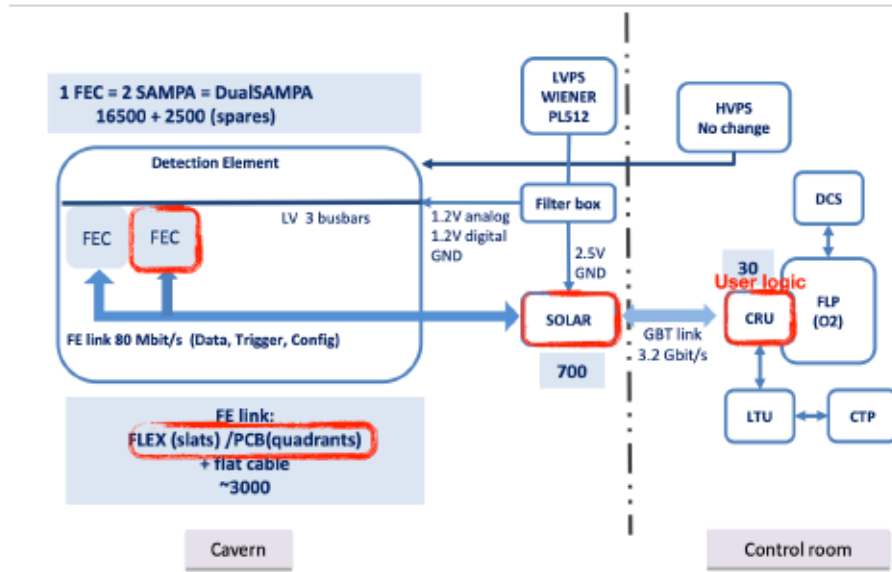 1 FEC = 2 SAMPA = DualSAMPA
16500 + 2500 (spares)
LVPS
WIENER
PL512
HVPS
No change
Detection Element
Filter box
DCS
FEC
FEC
LV 3 busbars
1.2V analog
1.2V digital
GND
2.5V
GND
30
User logic
SOLAR
CRU
FLP
(O2)
FE link 80 Mbit/s (Data, Trigger, Config)
GBT link
3.2 Gbit/s
700
LTU
CTP
FE link:
FLEX (slats) /PCB(quadrants)
+ flat cable
~3000
Cavern
Control room